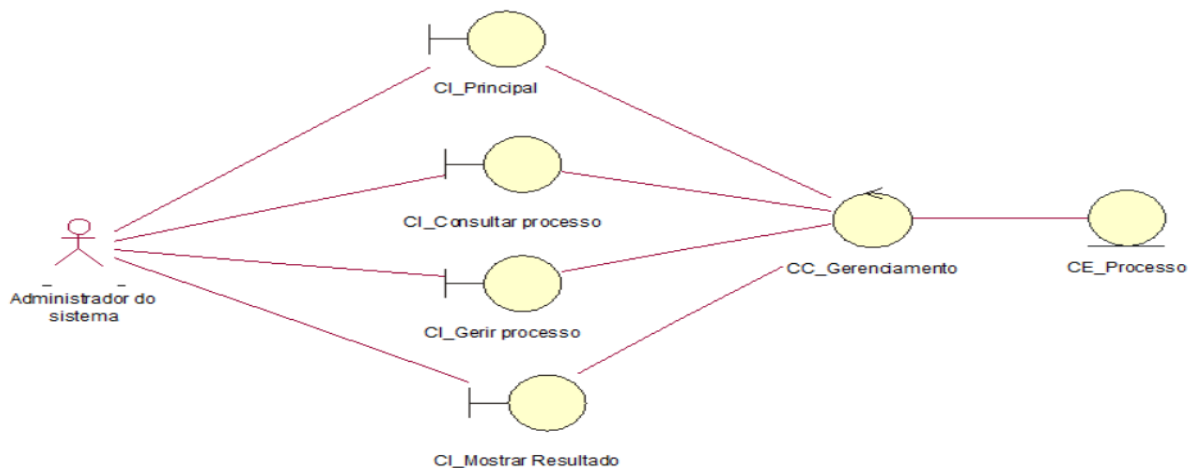 CI_Principal
CI_Consultar processo
CI_Gerir processo
CI_Mostrar Resultado
Administrador do
sistema
CC_Gerenciamento
CE_Processo